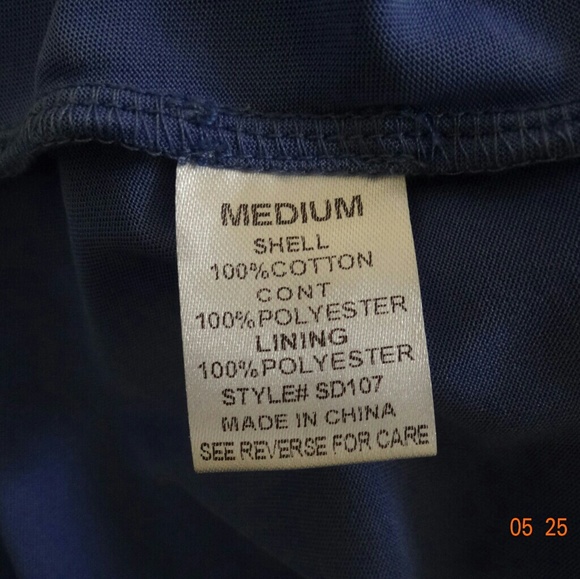 MEDIUM
SHELL
100%COTTON
CONT
100%POLYESTER
LINING
100%POLYESTER
STYLE# SD107
MADE IN CHINA
SEE REVERSE FOR CARE
05 25